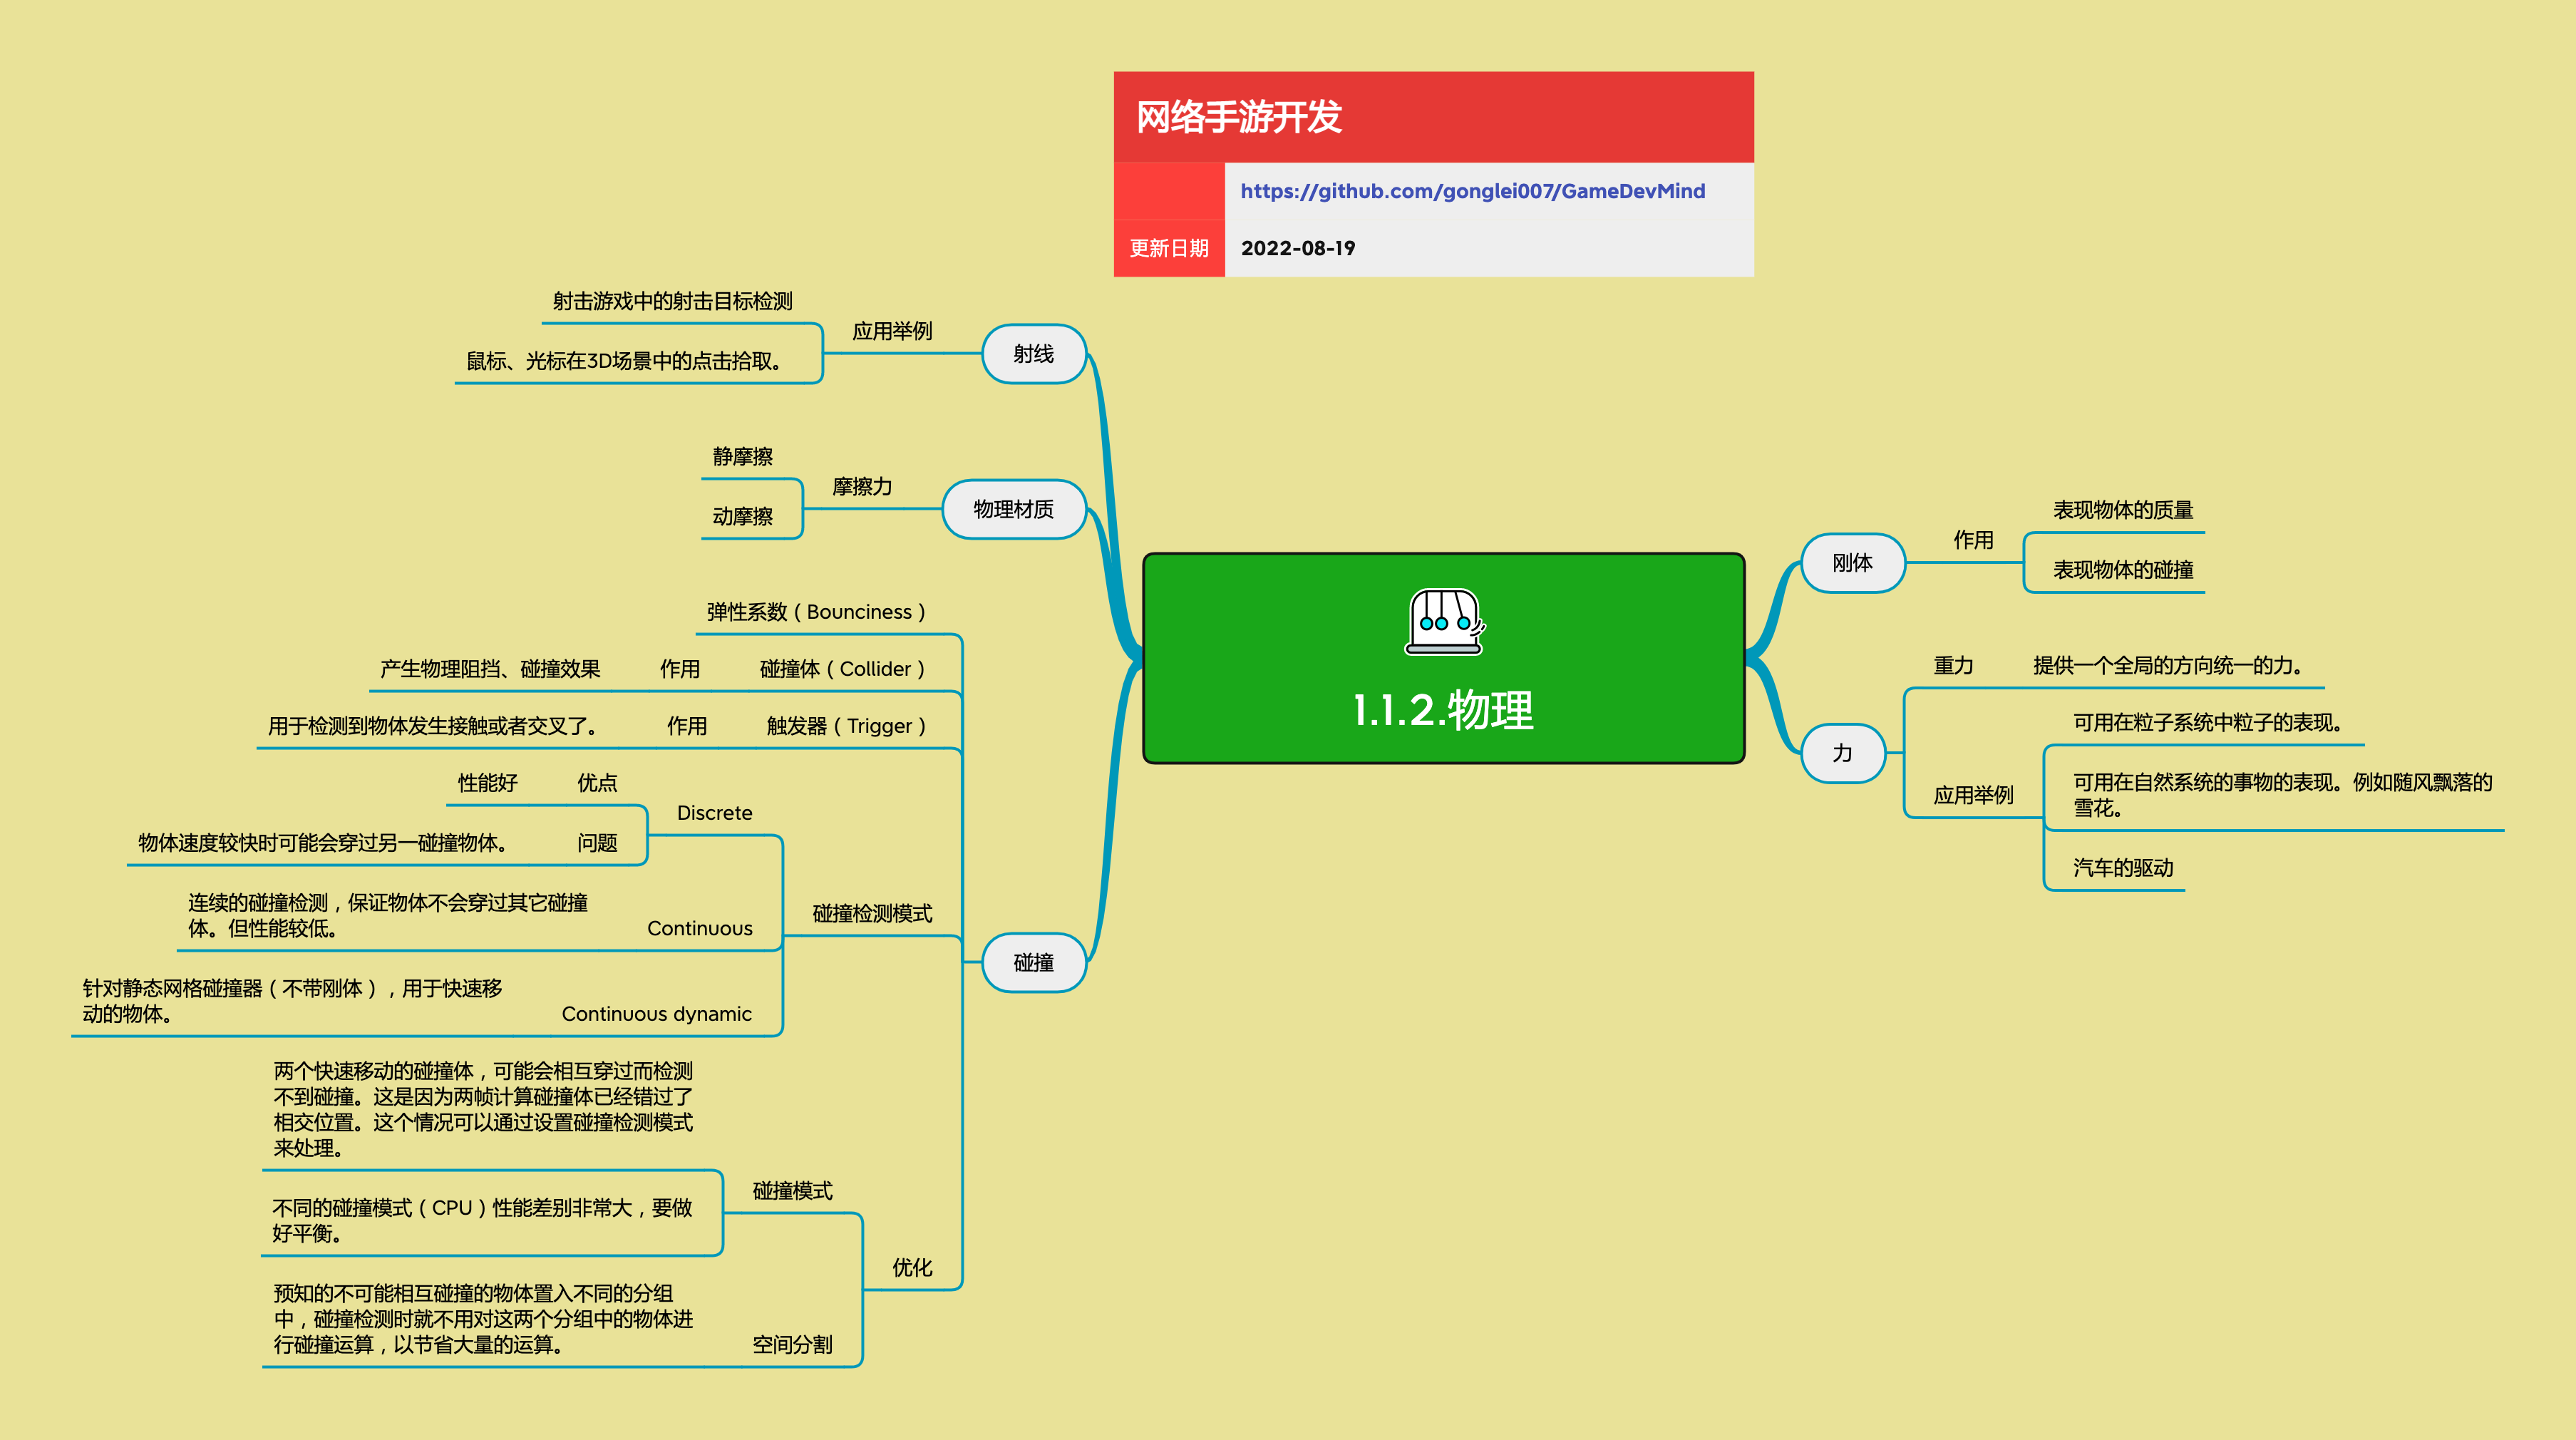 网络手游开发
https://github.com/gonglei007/GameDevMind
更新日期
2022-08-19
1.1.2.物理
刚体
作用
表现物体的质量
表现物体的碰撞
力
重力
提供一个全局的方向统一的力。
应用举例
可用在粒子系统中粒子的表现。
可用在自然系统的事物的表现。例如随风飘落的
雪花。
汽车的驱动
射线
应用举例
射击游戏中的射击目标检测
鼠标、光标在3D场景中的点击拾取。
物理材质
摩擦力
静摩擦
动摩擦
碰撞
弹性系数（Bounciness）
碰撞体（Collider）
作用
产生物理阻挡、碰撞效果
触发器（Trigger）
作用
用于检测到物体发生接触或者交叉了。
碰撞检测模式
Discrete
优点
性能好
问题
物体速度较快时可能会穿过另一碰撞物体。
Continuous
连续的碰撞检测，保证物体不会穿过其它碰撞
体。但性能较低。
Continuous dynamic
针对静态网格碰撞器（不带刚体），用于快速移
动的物体。
优化
碰撞模式
两个快速移动的碰撞体，可能会相互穿过而检测
不到碰撞。这是因为两帧计算碰撞体已经错过了
相交位置。这个情况可以通过设置碰撞检测模式
来处理。
不同的碰撞模式（CPU）性能差别非常大，要做
好平衡。
空间分割
预知的不可能相互碰撞的物体置入不同的分组
中，碰撞检测时就不用对这两个分组中的物体进
行碰撞运算，以节省大量的运算。